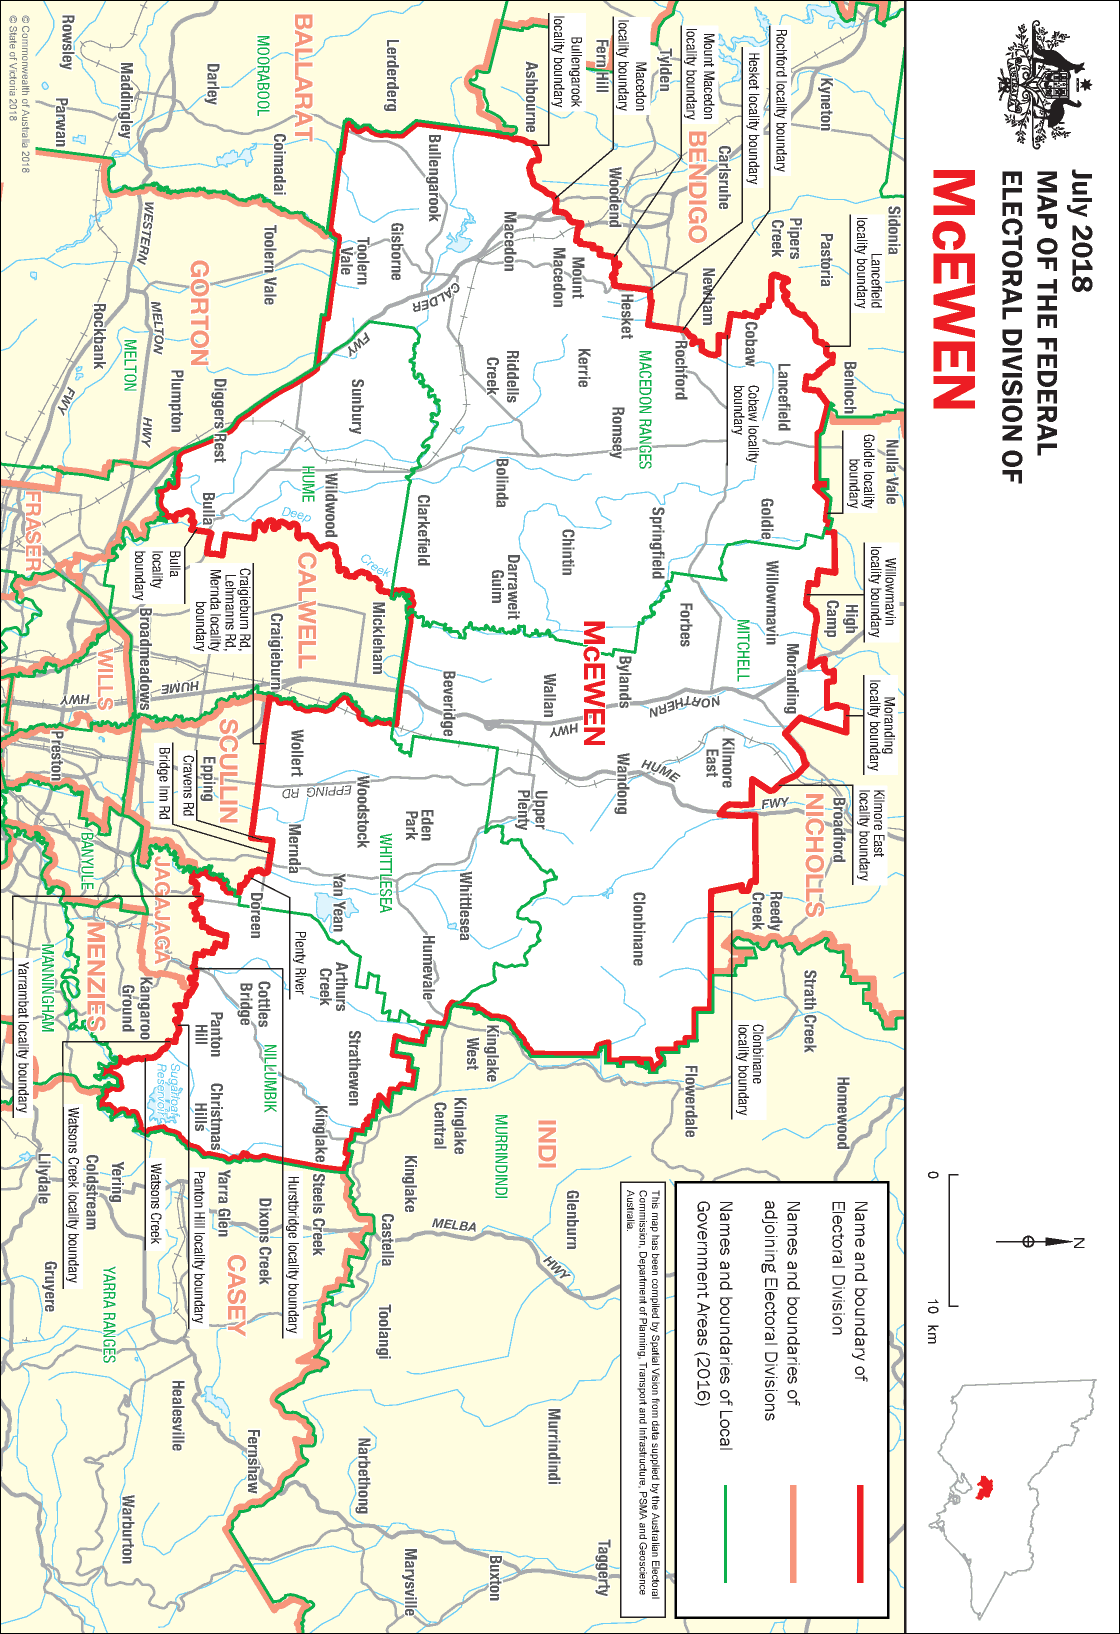 July 2018
MAP OF THE FEDERAL
ELECTORAL DIVISION OF
McEWEN
0
10 km
N
Name and boundary of
Electoral Division
Names and boundaries of
adjoining Electoral Divisions
Names and boundaries of Local
Government Areas (2016)
This map has been compiled by Spatial Vision from data supplied by the Australian Electoral
Commission, Department of Planning, Transport and Infrastructure, PSMA and Geoscience
Australia.
Sidonia
Nulla Vale
Kyneton
Pastoria
Pipers
Creek
Lancefield
locality boundary
Benloch
Goldie locality
boundary
Willowmavin
locality boundary
High
Camp
Moranding
locality boundary
Kilmore East
locality boundary
Broadford
NICHOLLS
Reedy
Creek
Strath Creek
Homewood
Rochford locality boundary
Hesket locality boundary
Mount Macedon
locality boundary
Carlsruhe
BENDIGO
Newham
Cobaw
Lancefield
Cobaw locality
boundary
Goldie
Willowmavin
Moranding
MITCHELL
Kilmore
East
FWY
Tylden
Macedon
locality boundary
Fern Hill
Bullengarook
locality boundary
Ashbourne
Woodend
Hesket
Rochford
MACEDON RANGES
Romsey
Springfield
Forbes
NORTHERN
HWY
HUME
Wandong
Clonbinane
Clonbinane
locality boundary
Flowerdale
Macedon
Mount
Macedon
Kerrie
Riddells
Creek
Bolinda
Chintin
Darraweit
Guim
McEWEN
Bylands
Wallan
Upper
Plenty
Lerderderg
Bullengarook
Gisborne
CALDER
FWY
Clarkefield
Beveridge
Whittlesea
Humevale
Kinglake
West
Kinglake
Central
MURRINDINDI
INDI
Glenburn
Murrindindi
Taggerty
BALLARAT
MOORABOOL
Darley
Coimadai
Toolern
Vale
Sunbury
HUME
Wildwood
Deep
Creek
Mickleham
Eden
Park
Woodstock
WHITTLESEA
EPPING RD
Yan Yean
Arthurs
Creek
Strathewen
Kinglake
Kinglake
Castella
MELBA
HWY
Toolangi
Narbethong
Buxton
Marysville
Rowsley
Maddingley
Parwan
Toolern Vale
GORTON
Diggers Rest
Bulla
CALWELL
Craigieburn
Craigieburn Rd,
Lehmanns Rd,
Mernda locality
boundary
Wollert
Mernda
Doreen
Plenty River
Cottles
Bridge
NILLUMBIK
Panton
Hill
Christmas
Hills
Sugarloaf
Reservoir
Steels Creek
Dixons Creek
Yarra Glen
CASEY
Fernshaw
WESTERN
MELTON
HWY
FWY
Rockbank
MELTON
Plumpton
Bulla
locality
boundary
Broadmeadows
HUME
HWY
SCULLIN
Epping
Cravens Rd
Bridge Inn Rd
JAGAJAGA
Kangaroo
Ground
Hurstbridge locality boundary
Panton Hill locality boundary
Watsons Creek
Watsons Creek locality boundary
Yarrambat locality boundary
FRASER
WILLS
Preston
BANYULE
MENZIES
MANNINGHAM
Yering
Coldstream
Lilydale
Gruyere
YARRA RANGES
Healesville
Warburton
© Commonwealth of Australia 2018
© State of Victoria 2018